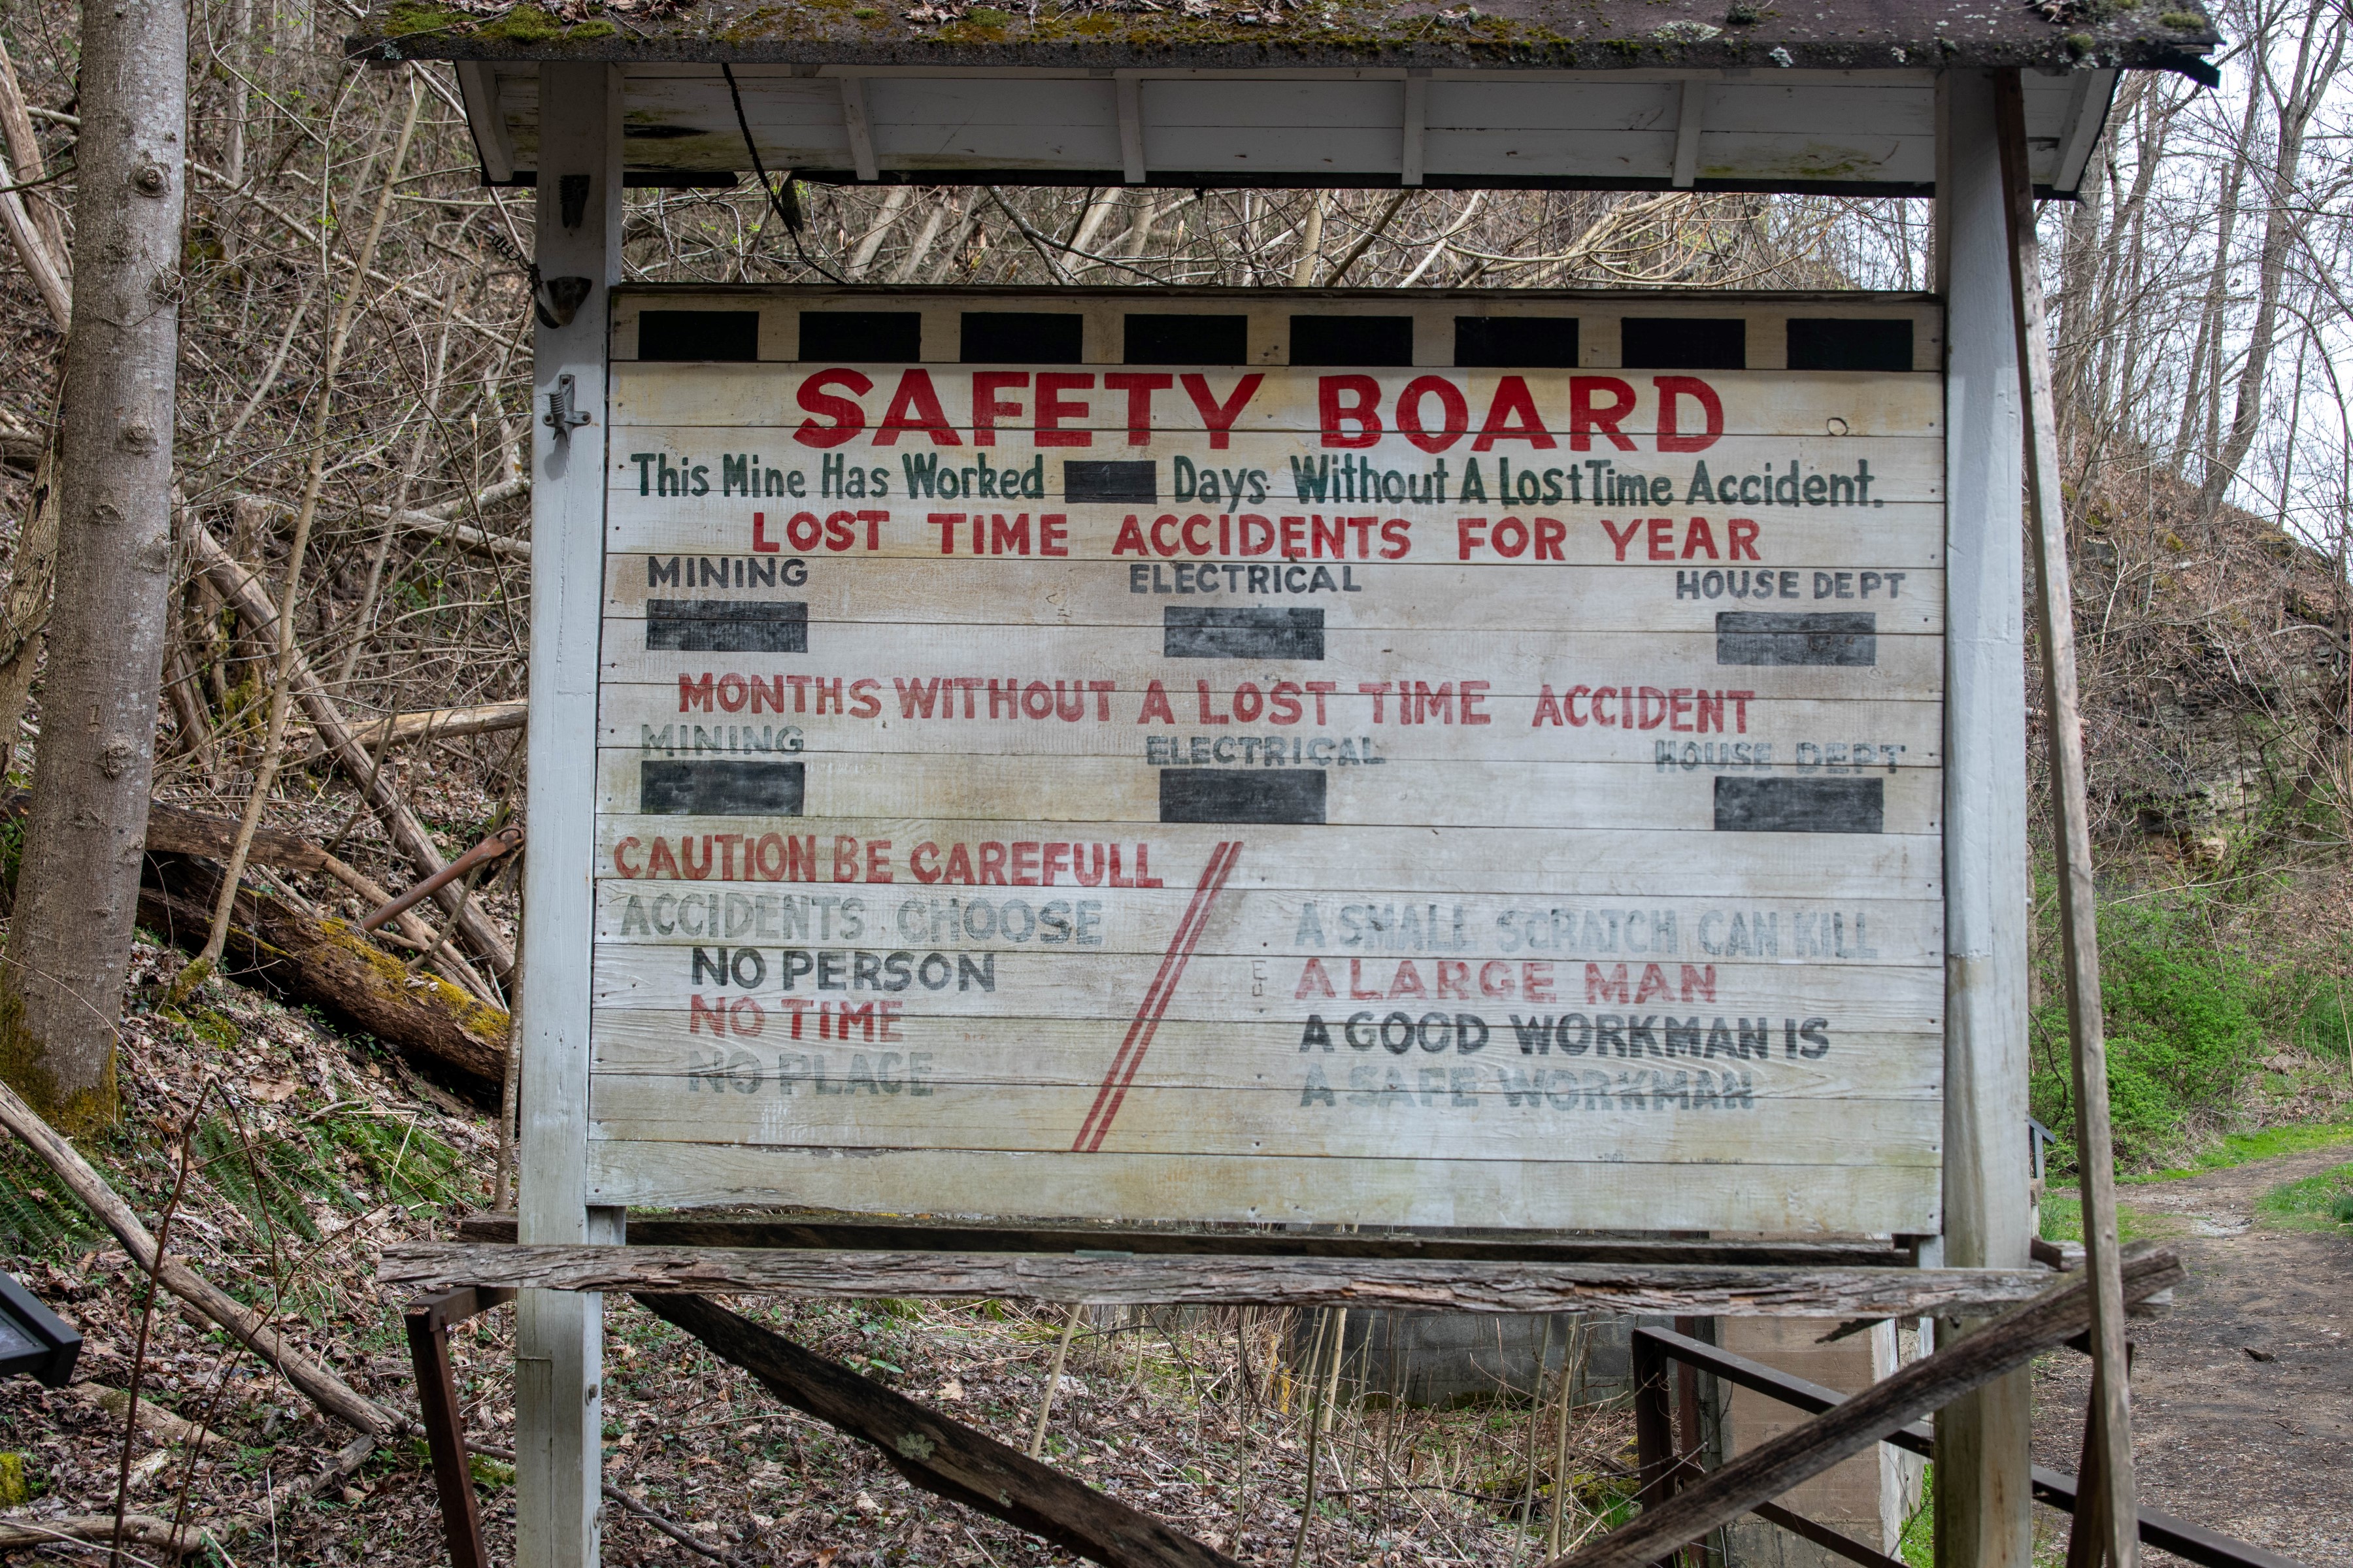 SAFETY BOARD
This Mine Has Worked Days Without A Lost Time Accident.
LOST TIME ACCIDENTS FOR YEAR
MINING ELECTRICAL HOUSE DEPT
MONTHS WITHOUT A LOST TIME ACCIDENT
MINING ELECTRICAL HOUSE DEPT
CAUTION BE CAREFULL
ACCIDENTS CHOOSE
NO PERSON
NO TIME
NO PLACE
A SMALL SCRATCH CAN KILL
A LARGE MAN
A GOOD WORKMAN IS
A SAFE WORKMAN